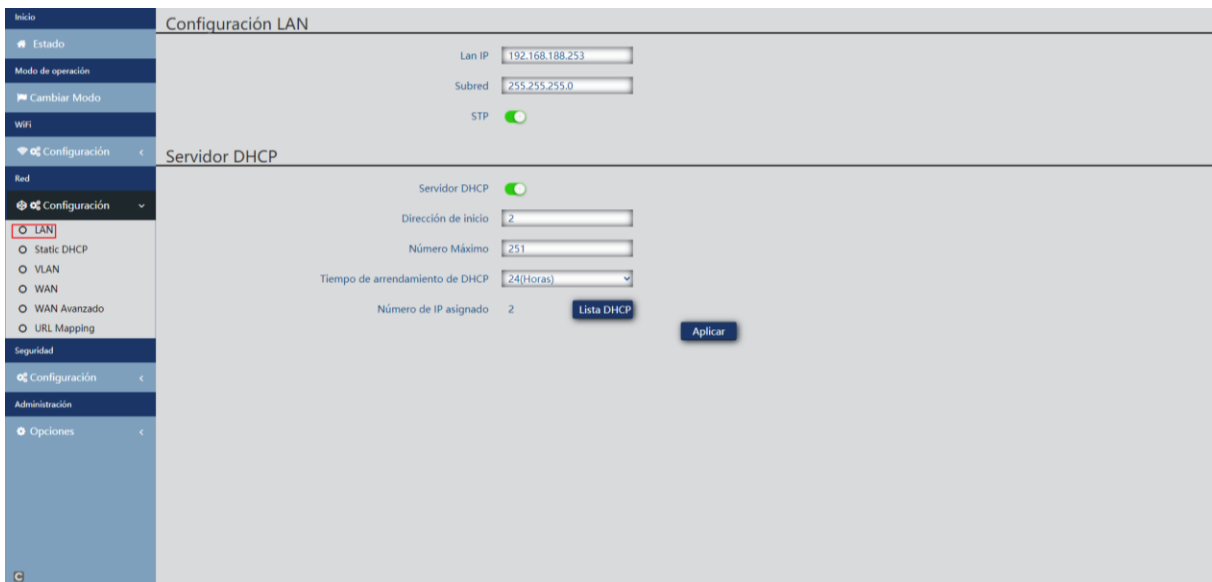 Inicio
Estado
Modo de operación
Cambiar Modo
WiFi
Configuración
Red
Configuración
LAN
Static DHCP
VLAN
WAN
WAN Avanzado
URL Mapping
Seguridad
Configuración
Administración
Opciones
C
Configuración LAN
Lan IP 192.168.188.253
Subred 255.255.255.0
STP
Servidor DHCP
Servidor DHCP
Dirección de inicio 2
Número Máximo 251
Tiempo de arrendamiento de DHCP 24(Horas)
Número de IP asignado 2 Lista DHCP
Aplicar